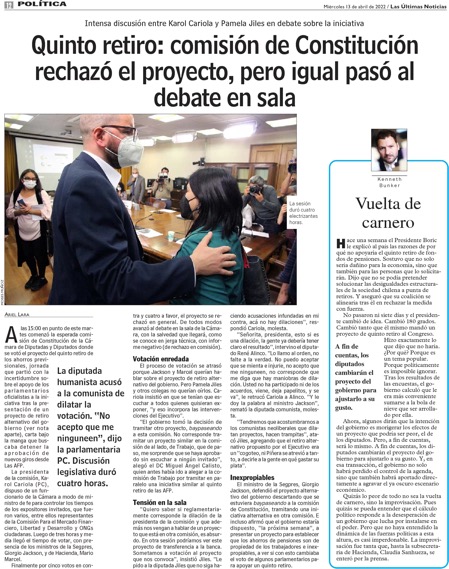 12 POLÍTICA
Miércoles 13 de abril de 2022 / Las Últimas Noticias
Intensa discusión entre Karol Cariola y Pamela Jiles en debate sobre la iniciativa
Quinto retiro: comisión de Constitución
rechazó el proyecto, pero igual pasó al
debate en sala
La sesión
duró cuatro
electrizantes
horas.
ARIEL LARA
A las 15:00 en punto de este martes
comenzó la esperada comisión
de Constitución de la Cámara
de Diputadas y Diputados donde
se votó el proyecto del quinto retiro de
los ahorros previsionales,
jornada
que partió con la
incertidumbre sobre
el apoyo de los
parlamentarios
oficialistas a la iniciativa
tras la presentación
de un proyecto
de retiro
alternativo del gobierno
(ver nota
aparte), carta bajo
la manga que buscaba
detener la
aprobación de
nuevos giros desde
las AFP.
La presidenta
de la comisión, Karol
Cariola (PC),
dispuso de un funcionario
de la Cámara a modo de ministro
de fe para controlar los tiempos
de los expositores invitados, que fueron
varios, entre ellos representantes
de la Comisión Para el Mercado Financiero,
Libertad y Desarrollo y ONGs
ciudadanas. Luego de tres horas y media
llegó el tiempo de votar, con presencia
de los ministros de la Segpres,
Giorgio Jackson, y de Hacienda, Mario
Marcel.
Finalmente por cinco votos en contra
y cuatro a favor, el proyecto se rechazó
en general. De todos modos
avanzó al debate en sala de la Cámara,
con la salvedad que llegará, como
se conoce en jerga técnica, con informe
negativo (de rechazo en comisión).
La diputada
humanista acusó
a la comunista de
dilatar la
votación. "No
acepto que me
ninguneen", dijo
la parlamentaria
PC. Discusión
legislativa duró
cuatro horas.
Votación enredada
El proceso de votación se atrasó
porque Jackson y Marcel querían hablar
sobre el proyecto de retiro alternativo
del gobierno. Pero Pamela Jiles
y otros colegas querían partirlos. Cariola
insistió en que se tenían que escuchar
a todos quienes quisieran exponer,
"y eso incorpora las intervenciones
del Ejecutivo".
"El gobierno tomó la decisión de
tramitar otro proyecto, baypaseando
a esta comisión. No corresponde tramitar
un proyecto similar en la comisión
de al lado, de Trabajo, que de paso,
me sorprende que se haya aprobado
sin escuchar a ningún invitado",
alegó el DC Miguel Ángel Calisto,
quien antes había ido a alegar a la comisión
de Trabajo por tramitar en paralelo
una iniciativa similar al quinto
retiro de las AFP.
Tensión en la sala
"Quiero saber si reglamentariamente
corresponde la dilación de la
presidenta de la comisión y que además
nos vengan a hablar de un proyecto
que está en otra comisión, es absurdo.
En otra sesión podríamos ver este
proyecto de transferencia a la banca.
Sometamos a votación al proyecto
que nos convoca", insistió Jiles. "Le
pido a la diputada Jiles que no siga haciendo
acusaciones infundadas en mi
contra, acá no hay dilaciones", respondió
Cariola, molesta.
"Señorita, presidenta, esto sí es
una dilación, la gente ya debería tener
claro el resultado", intervino el diputado
René Alinco. "Lo llamo al orden, no
falte a la verdad. No puedo aceptar
que se mienta e injurie, no acepto que
me ninguneen, no corresponde que
me diga que hay maniobras de dilación.
Usted no ha participado ni de los
acuerdos, viene, deja papelitos, y se
va", le retrucó Cariola a Alinco. "Y le
doy la palabra al ministro Jackson",
remató la diputada comunista, molesta.
"Tendremos que acostumbrarnos a
los comunistas neoliberales que dilatan
proyectos, hacen trampitas", atacó
Jiles, agregando que el retiro alternativo
propuesto por el Ejecutivo era
un "cogoteo, ni Piñera se atrevió a tanto,
a decirle a la gente en qué gastar su
plata".
Inexpropiables
El ministro de la Segpres, Giorgio
Jackson, defendió el proyecto alternativo
del gobierno descartando que se
estuviera baypaseando a la comisión
de Constitución, tramitando una iniciativa
alternativa en otra comisión. E
incluso afirmó que el gobierno estaría
dispuesto, "la próxima semana", a
presentar un proyecto para establecer
que los ahorros de pensiones son de
propiedad de los trabajadores e inexpropiables,
a ver si con esto cambiaba
el voto de algunos parlamentarios para
apoyar un quinto retiro.
Kenneth
Bunker
Vuelta de
carnero
Hace una semana el Presidente Boric
le explicó al país las razones de por
qué no apoyaría el quinto retiro de fondos
de pensiones. Sostuvo que no solo
sería dañino para la economía, sino que
también para las personas que lo solicitaran.
Dijo que no se podía pretender
solucionar las desigualdades estructurales
de la sociedad chilena a punta de
retiros. Y aseguró que su coalición se
alinearía tras él en rechazar la medida
con fuerza.
No pasaron ni siete días y el presidente
cambió de idea. Cambió 180 grados.
Cambió tanto que él mismo mandó un
proyecto de quinto retiro al Congreso.
Hizo exactamente lo
que dijo que no haría.
¿Por qué? Porque es
un tema popular.
Porque políticamente
es imposible ignorar.
Tras los resultados de
las encuestas, el gobierno
calculó que le
era más conveniente
sumarse a la bola de
nieve que ser arrollado
por ella.
A fin de
cuentas, los
diputados
cambiarán el
proyecto del
gobierno para
ajustarlo a su
gusto.
Ahora, algunos dirán que la intención
del gobierno es morigerar los efectos de
un proyecto que podría ser peor, el de
los diputados. Pero, a fin de cuentas,
será lo mismo. A fin de cuentas, los diputados
cambiarán el proyecto del gobierno
para ajustarlo a su gusto. Y, en
esa transacción, el gobierno no solo
habrá perdido el control de la agenda,
sino que también habrá aportado directamente
a agravar el ya oscuro escenario
económico.
Quizás lo peor de todo no sea la vuelta
de carnero, sino la improvisación. Pues
quizás se pueda entender que el cálculo
político responde a la desesperación de
un gobierno que lucha por instalarse en
el poder. Pero que no haya entendido la
dinámica de las fuerzas políticas a esta
altura, es casi imperdonable. La improvisación
fue tanta que, hasta la subsecretaria
de Hacienda, Claudia Sanhueza, se
enteró por la prensa.